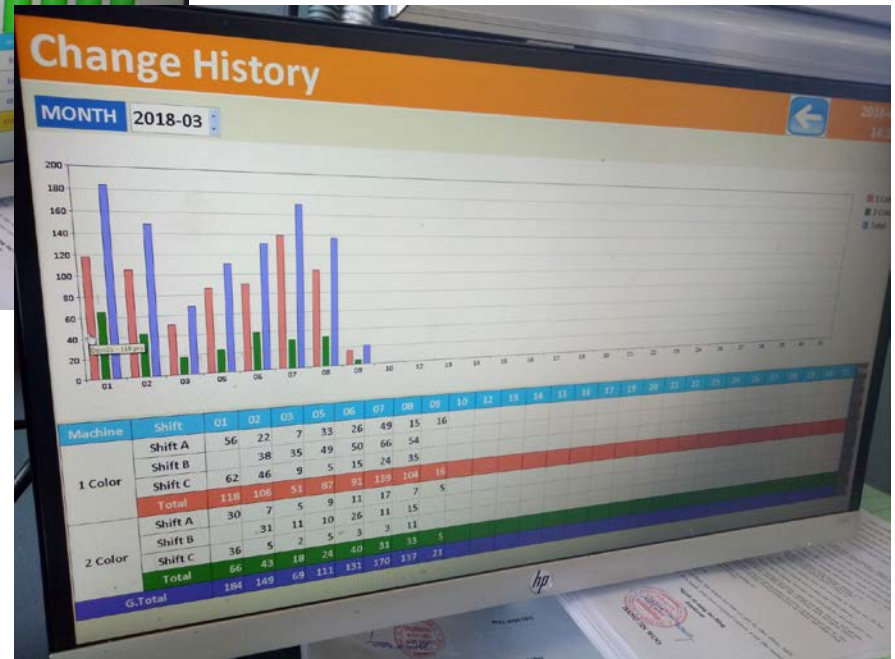 Change History
MONTH 2018-03
200
180
160
140
120
100
80
60
40
20
0
01 02 03 05 06 07 08 09 10 12 13 14 15 16 17 19 20 21 22 23 24 26 27 28 29 30 31
Total
Machine Shift 01 02 03 05 06 07 08 09 10 12 13 14 15 16 17 19 20 21 22 23 24 26 27 28 29 30 31
1 Color
Shift A 56 22 7 33 26 49 15 16
Shift B 38 35 49 50 66 54
Shift C 62 46 9 5 15 24 35
Total 118 106 51 87 91 139 104 16
2 Color
Shift A 30 7 5 9 11 17 7 5
Shift B 31 11 10 26 11 15
Shift C 36 5 2 5 3 3 11
Total 66 43 18 24 40 31 33 5
G.Total 184 149 69 111 131 170 137 21
hp